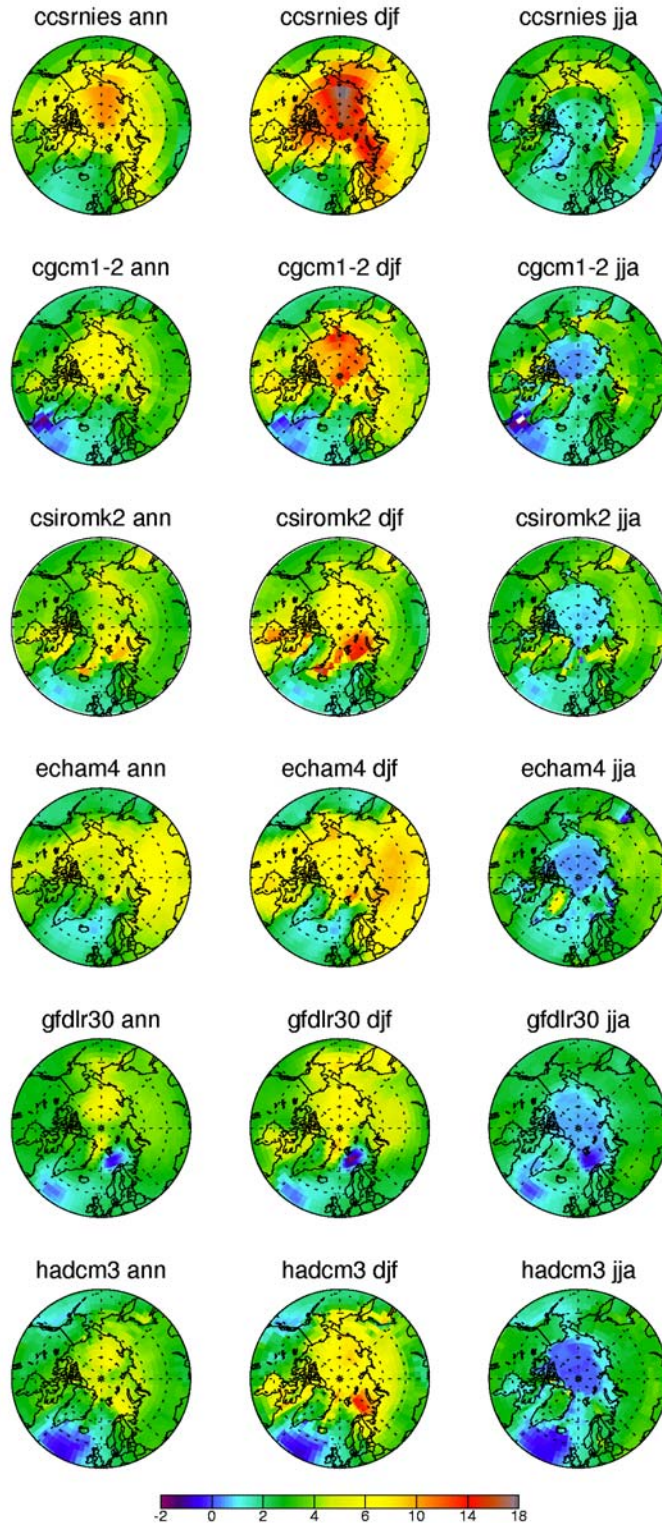 ccsrnies ann ccsrnies djf ccsrnies jja
cgcm1-2 ann cgcm1-2 djf cgcm1-2 jja
csiromk2 ann csiromk2 djf csiromk2 jja
echam4 ann echam4 djf echam4 jja
gfdlr30 ann gfdlr30 djf gfdlr30 jja
hadcm3 ann hadcm3 djf hadcm3 jja
-2 0 2 4 6 10 14 18